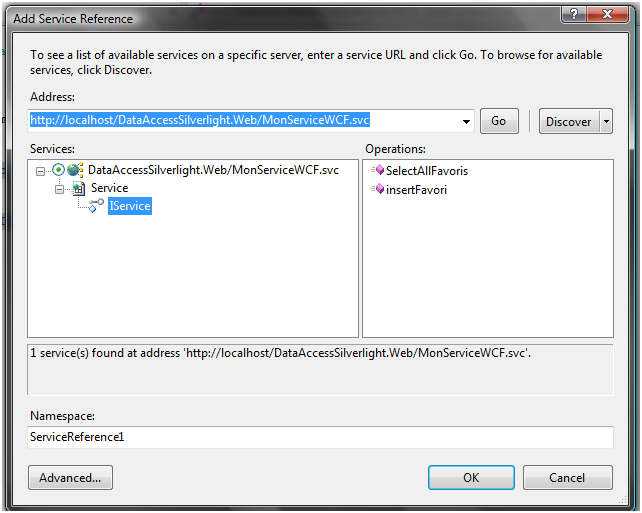 Add Service Reference
?
To see a list of available services on a specific server, enter a service URL and click Go. To browse for available
services, click Discover.
Address:
http://localhost/DataAccessSilverlight.Web/MonServiceWCF.svc
Go
Discover
Services:
Operations:
DataAccessSilverlight.Web/MonServiceWCF.svc
Service
IService
SelectAllFavoris
insertFavori
1 service(s) found at address 'http://localhost/DataAccessSilverlight.Web/MonServiceWCF.svc'.
Namespace:
ServiceReference1
Advanced...
OK
Cancel